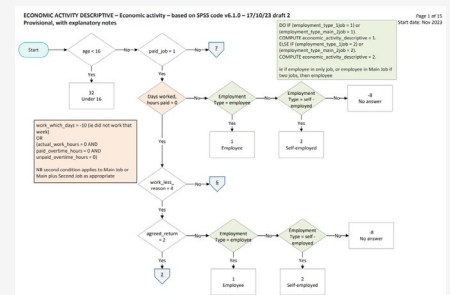 ECONOMIC ACTIVITY DESCRIPTIVE – Economic activity – based on SPSS code v6.1.0 – 17/10/23 draft 2
Provisional, with explanatory notes
Page 1 of 15
Start date: Nov 2023
DO IF (employment_type_1job = 1) or
(employment_type_main_2job = 1).
COMPUTE economic_activity_descriptive = 1.
ELSE IF (employment_type_1job = 2) or
(employment_type_main_2job = 2).
COMPUTE economic_activity_descriptive = 2.
ie if employee in only job, or employee in Main Job if
two jobs, then employee
Start
age < 16
No
paid_job = 1
No
Yes
32
Under 16
Yes
Days worked,
hours paid = 0
No
Employment
Type = employee
No
Employment
Type = self -
employed
No
-8
No answer
Yes
1
Employee
Yes
2
Self-employed
work_which_days = -10 (ie did not work that
week)
OR
(actual_work_hours = 0 AND
paid_overtime_hours = 0 AND
unpaid_overtime_hours = 0)
NB second condition applies to Main Job or
Main plus Second Job as appropriate
Yes
work_less_
reason = 4
No
6
Yes
agreed_return
= 2
No
Employment
Type = employee
No
Employment
Type = self -
employed
No
-8
No answer
Yes
2
Yes
1
Employee
Yes
2
Self-employed